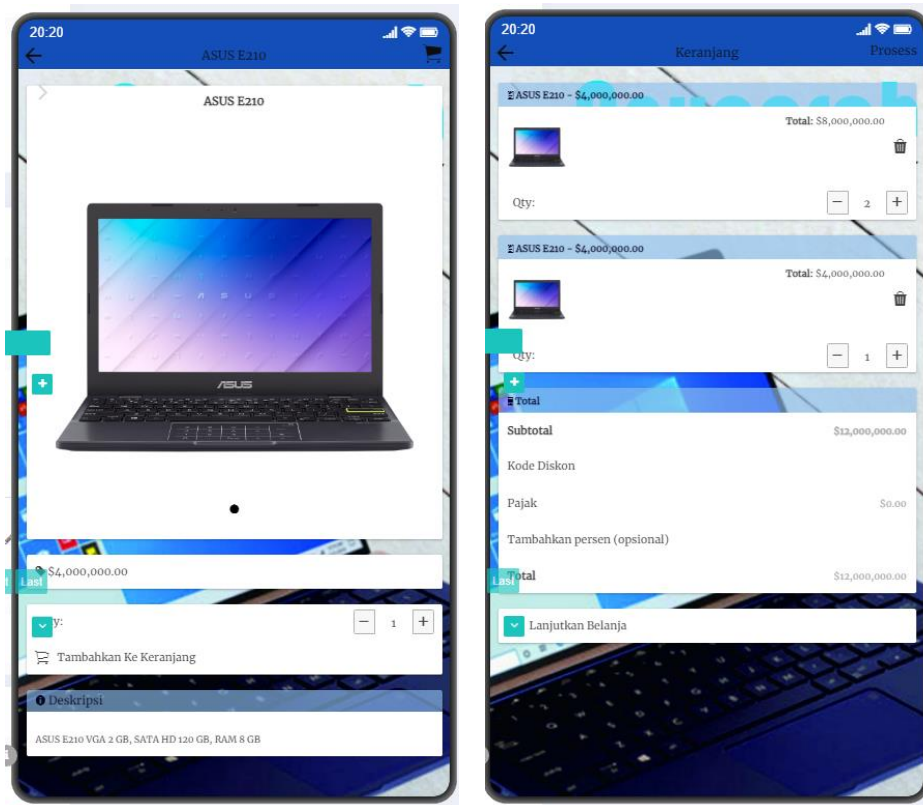 20:20
ASUS E210
ASUS E210
ASUS
$4,000,000.00
y:
1
Tambahkan Ke Keranjang
Deskripsi
ASUS E210 VGA 2 GB, SATA HD 120 GB, RAM 8 GB
20:20
Keranjang
Prosess
ASUS E210 - $4,000,000.00
Total: $8,000,000.00
Qty:
2
ASUS E210 - $4,000,000.00
Total: $4,000,000.00
Qty:
1
Total
Subtotal
$12,000,000.00
Kode Diskon
Pajak
$0.00
Tambahkan persen (opsional)
Last
Total
$12,000,000.00
Lanjutkan Belanja